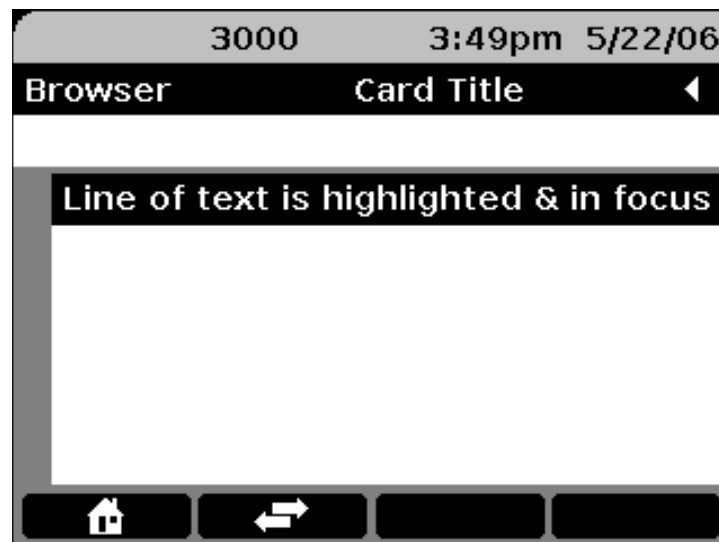 3000 3:49pm 5/22/06
Browser Card Title
Line of text is highlighted & in focus